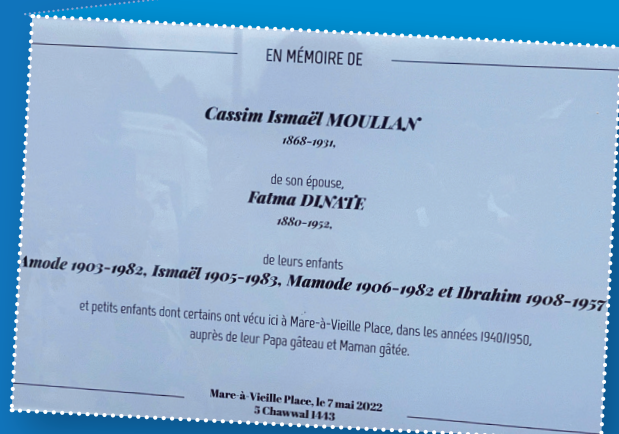 EN MÉMOIRE DE
Cassim Ismaël MOULLAN
1868-1931,
de son épouse,
Fatma DINATE
1880-1952,
de leurs enfants
Amode 1903-1982, Ismaël 1905-1983, Mamode 1906-1982 et Ibrahim 1908-1957
et petits enfants dont certains ont vécu ici à Mare-à-Vieille Place, dans les années 1940/1950,
auprès de leur Papa gâteau et Maman gâtée.
Mare-à-Vieille Place, le 7 mai 2022
5 Chawwal 1443